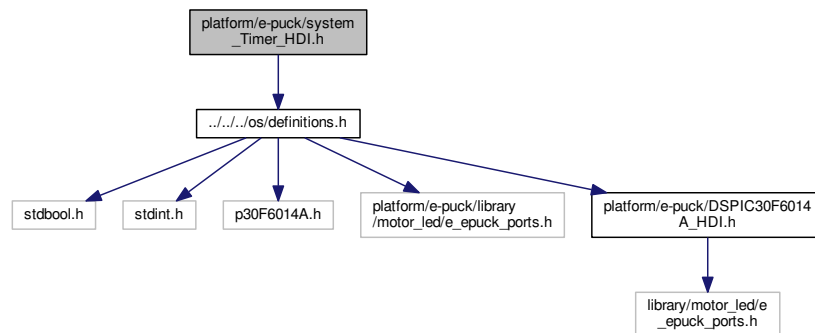 platform/e-puck/system
_Timer_HDI.h
../../../os/definitions.h
stdbool.h
stdint.h
p30F6014A.h
platform/e-puck/library
/motor_led/e_epuck_ports.h
platform/e-puck/DSPIC30F6014
A_HDI.h
library/motor_led/e
_epuck_ports.h